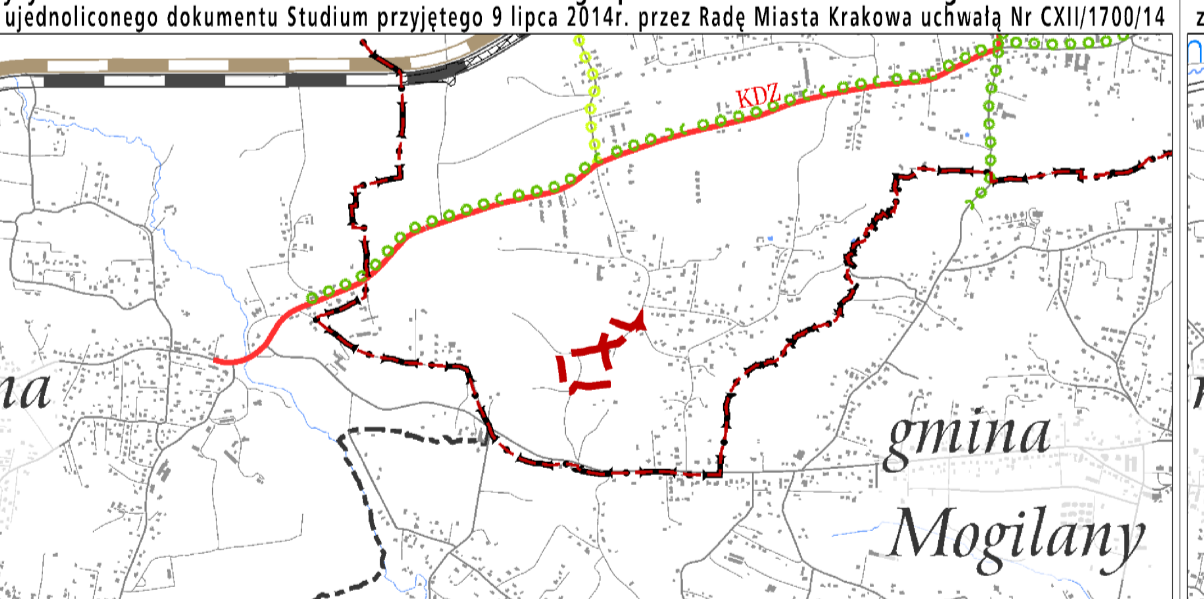 ujednoliconego dokumentu Studium przyjętego 9 lipca 2014r. przez Radę Miasta Krakowa uchwałą Nr CXII/1700/14
KDZ
na
gmina
Mogilany